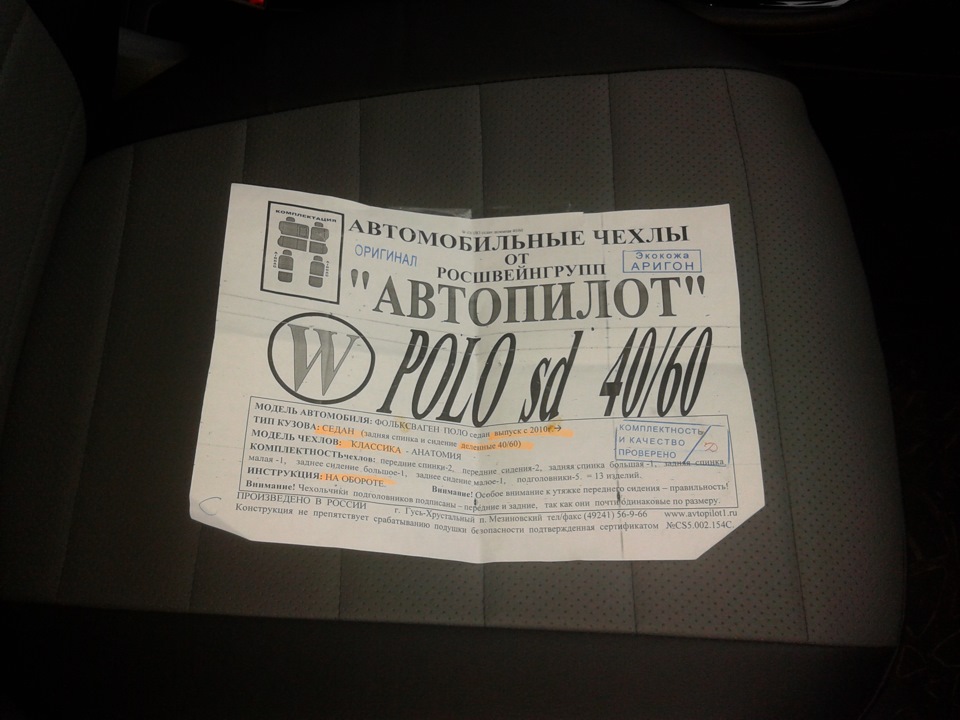 КОМПЛЕКТАЦИЯ
АВТОМОБИЛЬНЫЕ ЧЕХЛЫ
ОРИГИНАЛ
ОТ
РОСШВЕЙНГРУПП
Экокожа
АРИГОН
"АВТОПИЛОТ"
W POLO sd 40/60
МОДЕЛЬ АВТОМОБИЛЯ: ФОЛЬКСВАГЕН ПОЛО седан выпуск с 2010г→
ТИП КУЗОВА: СЕДАН (задняя спинка и сидение деленные 40/60)
МОДЕЛЬ ЧЕХЛОВ: КЛАССИКА - АНАТОМИЯ
КОМПЛЕКТНОСТЬ чехлов: передние спинки-2, передние сидения-2, задняя спинка большая -1, задняя спинка
малая -1, заднее сидение большое-1, заднее сидение малое-1, подголовники-5. = 13 изделий.
ИНСТРУКЦИЯ: НА ОБОРОТЕ. Внимание! Особое внимание к утяжке переднего сидения – правильность!
Внимание! Чехольчики подголовников подписаны – передние и задние, так как они почти одинаковые по размеру.
КОМПЛЕКТНОСТЬ
И КАЧЕСТВО
ПРОВЕРЕНО
ПРОИЗВЕДЕНО В РОССИИ г. Гусь-Хрустальный п. Мезиновский тел/факс (49241) 56-9-66 www.avtopilot1.ru
Конструкция не препятствует срабатыванию подушки безопасности подтвержденная сертификатом №CS5.002.154C.